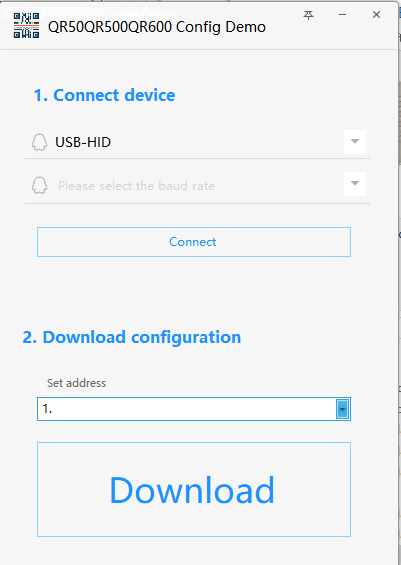 QR50QR500QR600 Config Demo
1. Connect device
USB-HID
Please select the baud rate
Connect
2. Download configuration
Set address
1.
Download